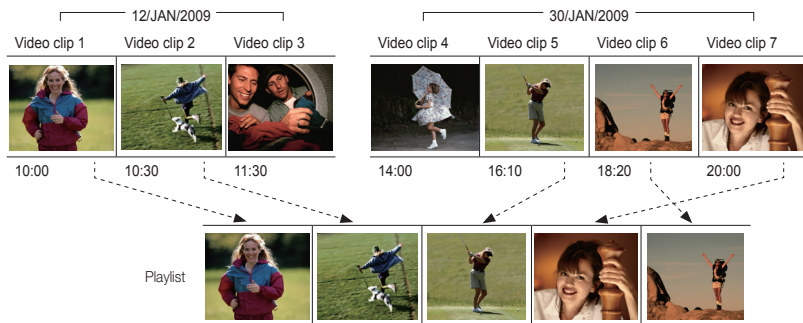 12/JAN/2009 30/JAN/2009
Video clip 1 Video clip 2 Video clip 3 Video clip 4 Video clip 5 Video clip 6 Video clip 7
10:00 10:30 11:30 14:00 16:10 18:20 20:00
Playlist